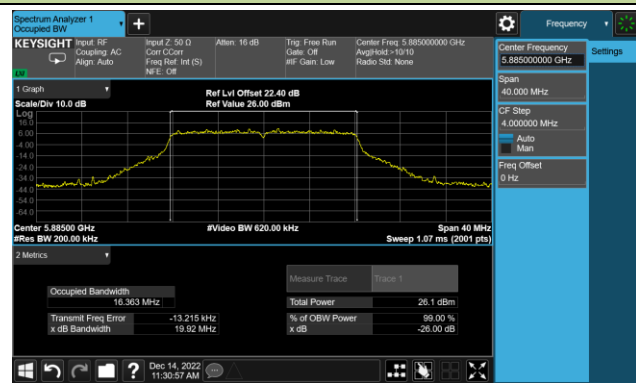 Spectrum Analyzer 1
Occupied BW
Frequency
KEYSIGHT
Input: RF
Coupling: AC
Align: Auto
Input Z: 50 Ω
Corr CCorr
Freq Ref: Int (S)
NFE: Off
Atten: 16 dB
Trig: Free Run
Gate: Off
#IF Gain: Low
Center Freq: 5.885000000 GHz
Avg|Hold:>10/10
Radio Std: None
Center Frequency
5.885000000 GHz
Settings
Span
40.000 MHz
CF Step
4.000000 MHz
Auto
Man
Freq Offset
0 Hz
1 Graph
Scale/Div 10.0 dB
Ref Lvl Offset 22.40 dB
Ref Value 26.00 dBm
Log
16.0
6.00
-4.00
-14.0
-24.0
-34.0
-44.0
-54.0
-64.0
Center 5.88500 GHz
#Res BW 200.00 kHz
#Video BW 620.00 kHz
Span 40 MHz
Sweep 1.07 ms (2001 pts)
2 Metrics
Measure Trace
Trace 1
Occupied Bandwidth
16.363 MHz
Total Power
26.1 dBm
Transmit Freq Error
-13.215 kHz
% of OBW Power
99.00 %
x dB Bandwidth
19.92 MHz
x dB
-26.00 dB
?
Dec 14, 2022
11:30:57 AM